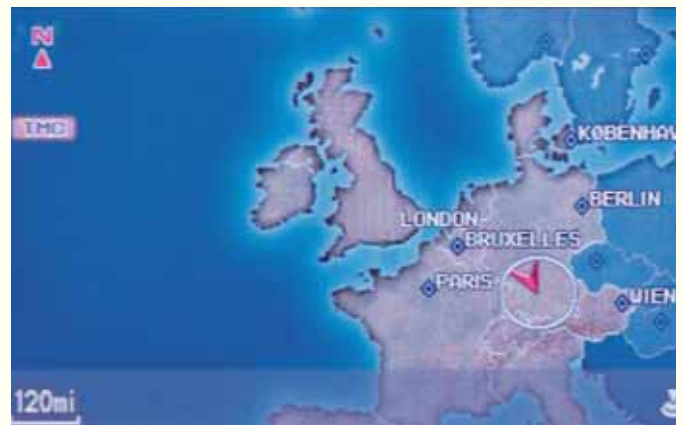 N
TMC
KØBENHAV
BERLIN
LONDON
BRUXELLES
PARIS
WIEN
120mi